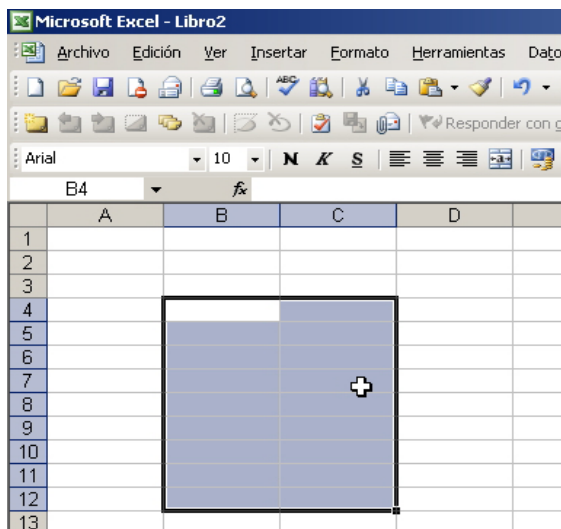 Microsoft Excel - Libro2
Archivo Edición Ver Insertar Formato Herramientas Dato
ABC
Responder con g
Arial 10 N K S
B4 fx
A B C D
1
2
3
4
5
6
7
8
9
10
11
12
13